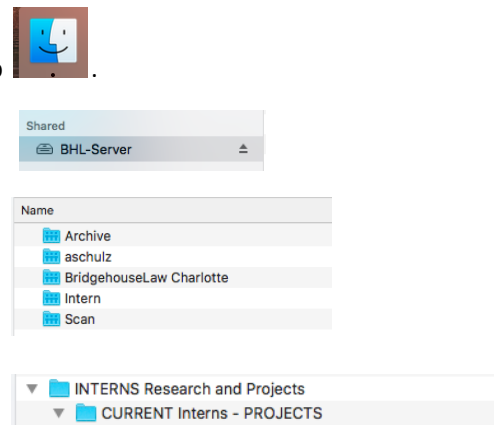 .
Shared
BHL-Server
Name
Archive
aschulz
BridgehouseLaw Charlotte
Intern
Scan
INTERNS Research and Projects
CURRENT Interns - PROJECTS